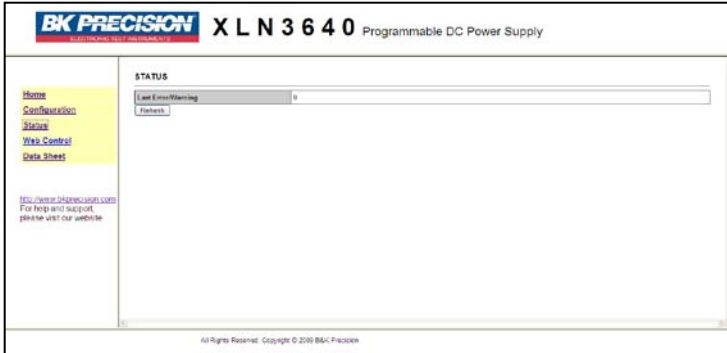 BK PRECISION
ELECTRONIC TEST INSTRUMENTS
XLN3640 Programmable DC Power Supply
STATUS
Last Error/Warning 0
Refresh
Home
Configuration
Status
Web Control
Data Sheet
http://www.bkprecision.com
For help and support,
please visit our website
All Rights Reserved. Copyright © 2009 B&K Precision